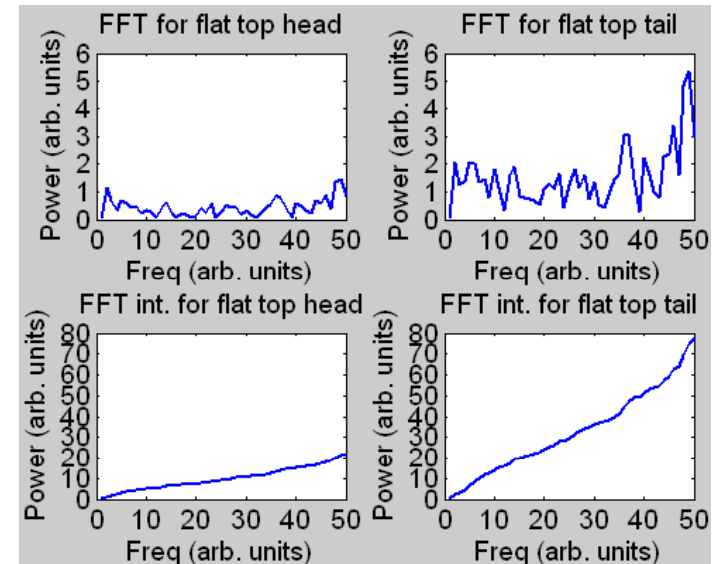 FFT for flat top head
6
5
4
3
2
1
0
Power (arb. units)
0 10 20 30 40 50
Freq (arb. units)
FFT for flat top tail
6
5
4
3
2
1
0
Power (arb. units)
0 10 20 30 40 50
Freq (arb. units)
FFT int. for flat top head
80
70
60
50
40
30
20
10
0
Power (arb. units)
0 10 20 30 40 50
Freq (arb. units)
FFT int. for flat top tail
80
70
60
50
40
30
20
10
0
Power (arb. units)
0 10 20 30 40 50
Freq (arb. units)